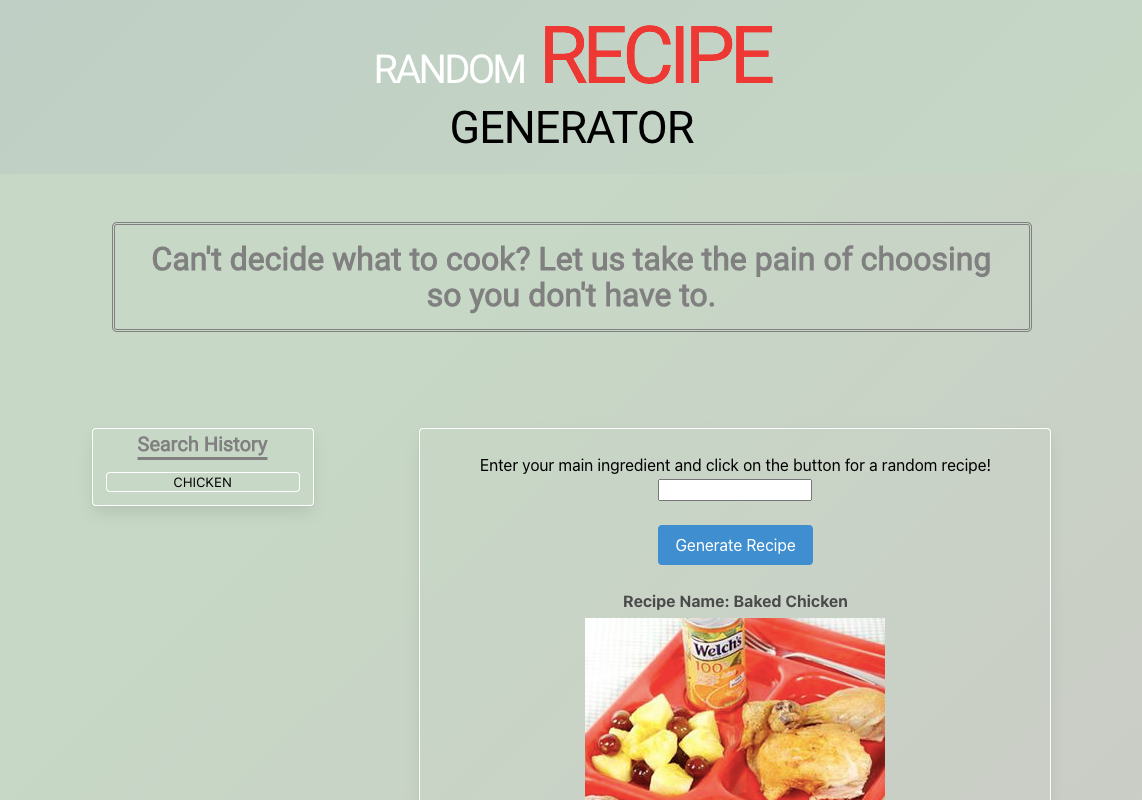 RANDOM RECIPE
GENERATOR
Can't decide what to cook? Let us take the pain of choosing
so you don't have to.
Search History
CHICKEN
Enter your main ingredient and click on the button for a random recipe!
Generate Recipe
Recipe Name: Baked Chicken
Welch's
100%